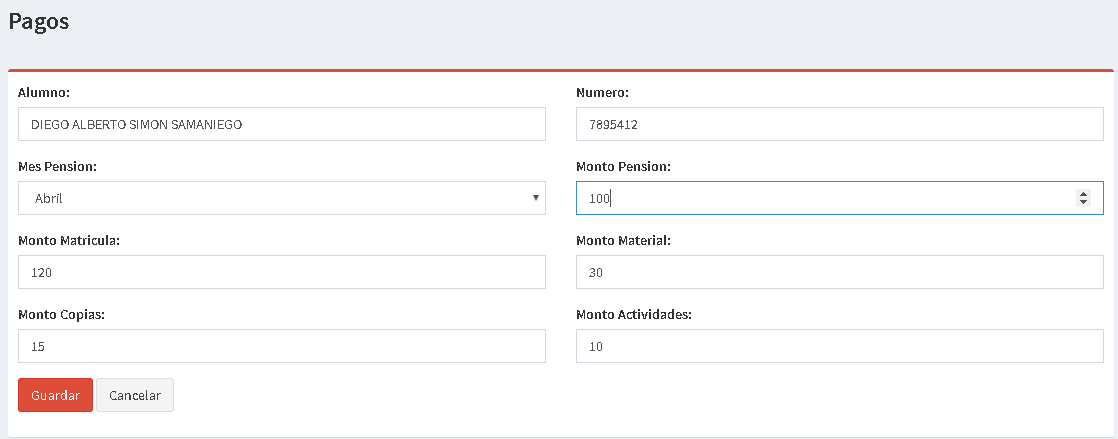 Pagos
Alumno:
Numero:
DIEGO ALBERTO SIMON SAMANIEGO
7895412
Mes Pension:
Monto Pension:
Abril
100
Monto Matricula:
Monto Material:
120
30
Monto Copias:
Monto Actividades:
15
10
Guardar
Cancelar